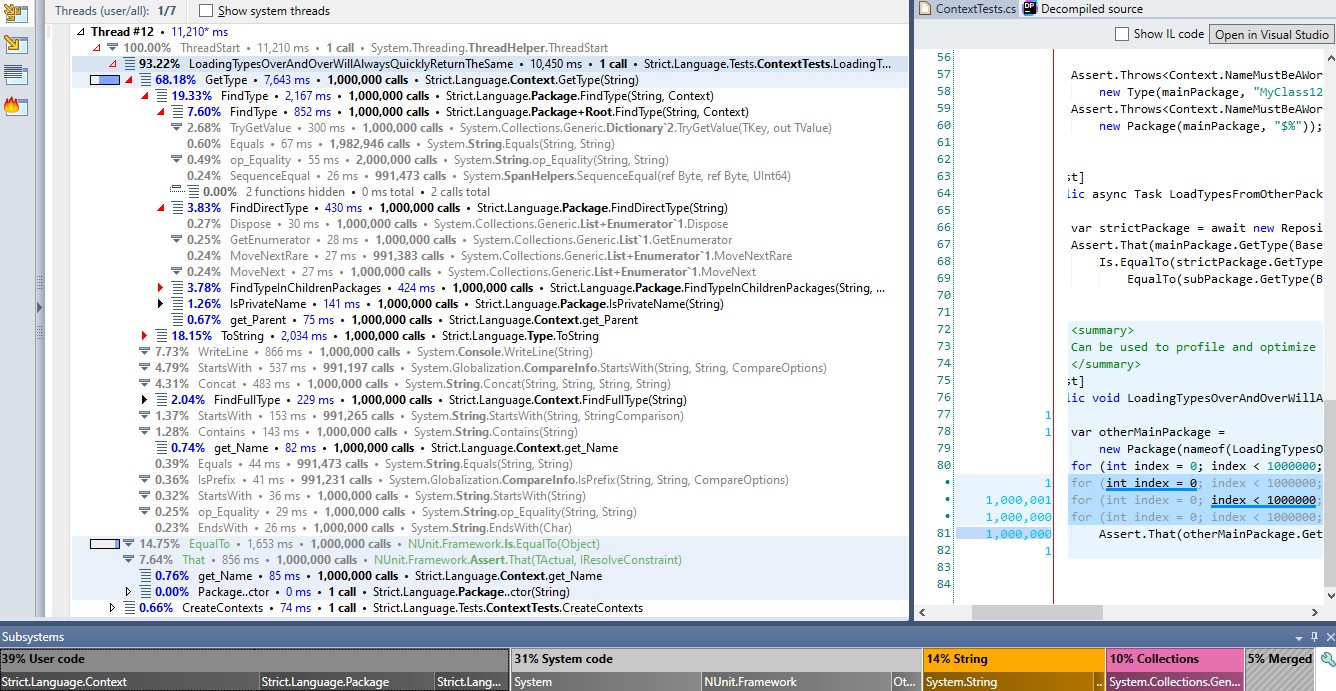 Threads (user/all): 1/7 Show system threads
Thread #12 • 11,210* ms
100.00% ThreadStart • 11,210 ms • 1 call • System.Threading.ThreadHelper.ThreadStart
93.22% LoadingTypesOverAndOverWillAlwaysQuicklyReturnTheSame • 10,450 ms • 1 call • Strict.Language.Tests.ContextTests.LoadingT...
68.18% GetType • 7,643 ms • 1,000,000 calls • Strict.Language.Context.GetType(String)
19.33% FindType • 2,167 ms • 1,000,000 calls • Strict.Language.Package.FindType(String, Context)
7.60% FindType • 852 ms • 1,000,000 calls • Strict.Language.Package+Root.FindType(String, Context)
2.68% TryGetValue • 300 ms • 1,000,000 calls • System.Collections.Generic.Dictionary`2.TryGetValue(TKey, out TValue)
0.60% Equals • 67 ms • 1,982,946 calls • System.String.Equals(String, String)
0.49% op_Equality • 55 ms • 2,000,000 calls • System.String.op_Equality(String, String)
0.24% SequenceEqual • 26 ms • 991,473 calls • System.SpanHelpers.SequenceEqual(ref Byte, ref Byte, UInt64)
0.00% 2 functions hidden • 0 ms total • 2 calls total
3.83% FindDirectType • 430 ms • 1,000,000 calls • Strict.Language.Package.FindDirectType(String)
0.27% Dispose • 30 ms • 1,000,000 calls • System.Collections.Generic.List+Enumerator`1.Dispose
0.25% GetEnumerator • 28 ms • 1,000,000 calls • System.Collections.Generic.List`1.GetEnumerator
0.24% MoveNextRare • 27 ms • 991,383 calls • System.Collections.Generic.List+Enumerator`1.MoveNextRare
0.24% MoveNext • 27 ms • 1,000,000 calls • System.Collections.Generic.List+Enumerator`1.MoveNext
3.78% FindTypeInChildrenPackages • 424 ms • 1,000,000 calls • Strict.Language.Package.FindTypeInChildrenPackages(String, ...
1.26% IsPrivateName • 141 ms • 1,000,000 calls • Strict.Language.Package.IsPrivateName(String)
0.67% get_Parent • 75 ms • 1,000,000 calls • Strict.Language.Context.get_Parent
18.15% ToString • 2,034 ms • 1,000,000 calls • Strict.Language.Type.ToString
7.73% WriteLine • 866 ms • 1,000,000 calls • System.Console.WriteLine(String)
4.79% StartsWith • 537 ms • 991,197 calls • System.Globalization.CompareInfo.StartsWith(String, String, CompareOptions)
4.31% Concat • 483 ms • 1,000,000 calls • System.String.Concat(String, String, String, String)
2.04% FindFullType • 229 ms • 1,000,000 calls • Strict.Language.Context.FindFullType(String)
1.37% StartsWith • 153 ms • 991,265 calls • System.String.StartsWith(String, StringComparison)
1.28% Contains • 143 ms • 1,000,000 calls • System.String.Contains(String)
0.74% get_Name • 82 ms • 1,000,000 calls • Strict.Language.Context.get_Name
0.39% Equals • 44 ms • 991,473 calls • System.String.Equals(String, String)
0.36% IsPrefix • 41 ms • 991,231 calls • System.Globalization.CompareInfo.IsPrefix(String, String, CompareOptions)
0.32% StartsWith • 36 ms • 1,000,000 calls • System.String.StartsWith(String)
0.25% op_Equality • 29 ms • 1,000,000 calls • System.String.op_Equality(String, String)
0.23% EndsWith • 26 ms • 1,000,000 calls • System.String.EndsWith(Char)
14.75% EqualTo • 1,653 ms • 1,000,000 calls • NUnit.Framework.Is.EqualTo(Object)
7.64% That • 856 ms • 1,000,000 calls • NUnit.Framework.Assert.That(TActual, IResolveConstraint)
0.76% get_Name • 85 ms • 1,000,000 calls • Strict.Language.Context.get_Name
0.00% Package..ctor • 0 ms • 1 call • Strict.Language.Package..ctor(String)
0.66% CreateContexts • 74 ms • 1 call • Strict.Language.Tests.ContextTests.CreateContexts
ContextTests.cs DP Decompiled source
Show IL code Open in Visual Studio
56
57 Assert.Throws<Context.NameMustBeAWor
58 new Type(mainPackage, "MyClass12
59 Assert.Throws<Context.NameMustBeAWor
60 new Package(mainPackage, "$%"));
61
62
63 st]
64 lic async Task LoadTypesFromOtherPack
65
66 var strictPackage = await new Reposi
67 Assert.That(mainPackage.GetType(Base
68 Is.EqualTo(strictPackage.GetType
69 EqualTo(subPackage.GetType(B
70
71
72 <summary>
73 Can be used to profile and optimize
74 </summary>
75 st]
76 lic void LoadingTypesOverAndOverWillA
77 1
78 1 var otherMainPackage =
79 new Package(nameof(LoadingTypesO
80 for (int index = 0; index < 1000000;
• 1 for (int index = 0; index < 1000000;
• 1,000,001 for (int index = 0; index < 1000000;
• 1,000,000 for (int index = 0; index < 1000000;
81 1,000,000 Assert.That(otherMainPackage.Get
82 1
83
84
Subsystems
39% User code 31% System code 14% String 10% Collections 5% Merged
Strict.Language.Context Strict.Language.Package Strict.Lang... System NUnit.Framework Ot... System.String .. System.Collections.Gen...